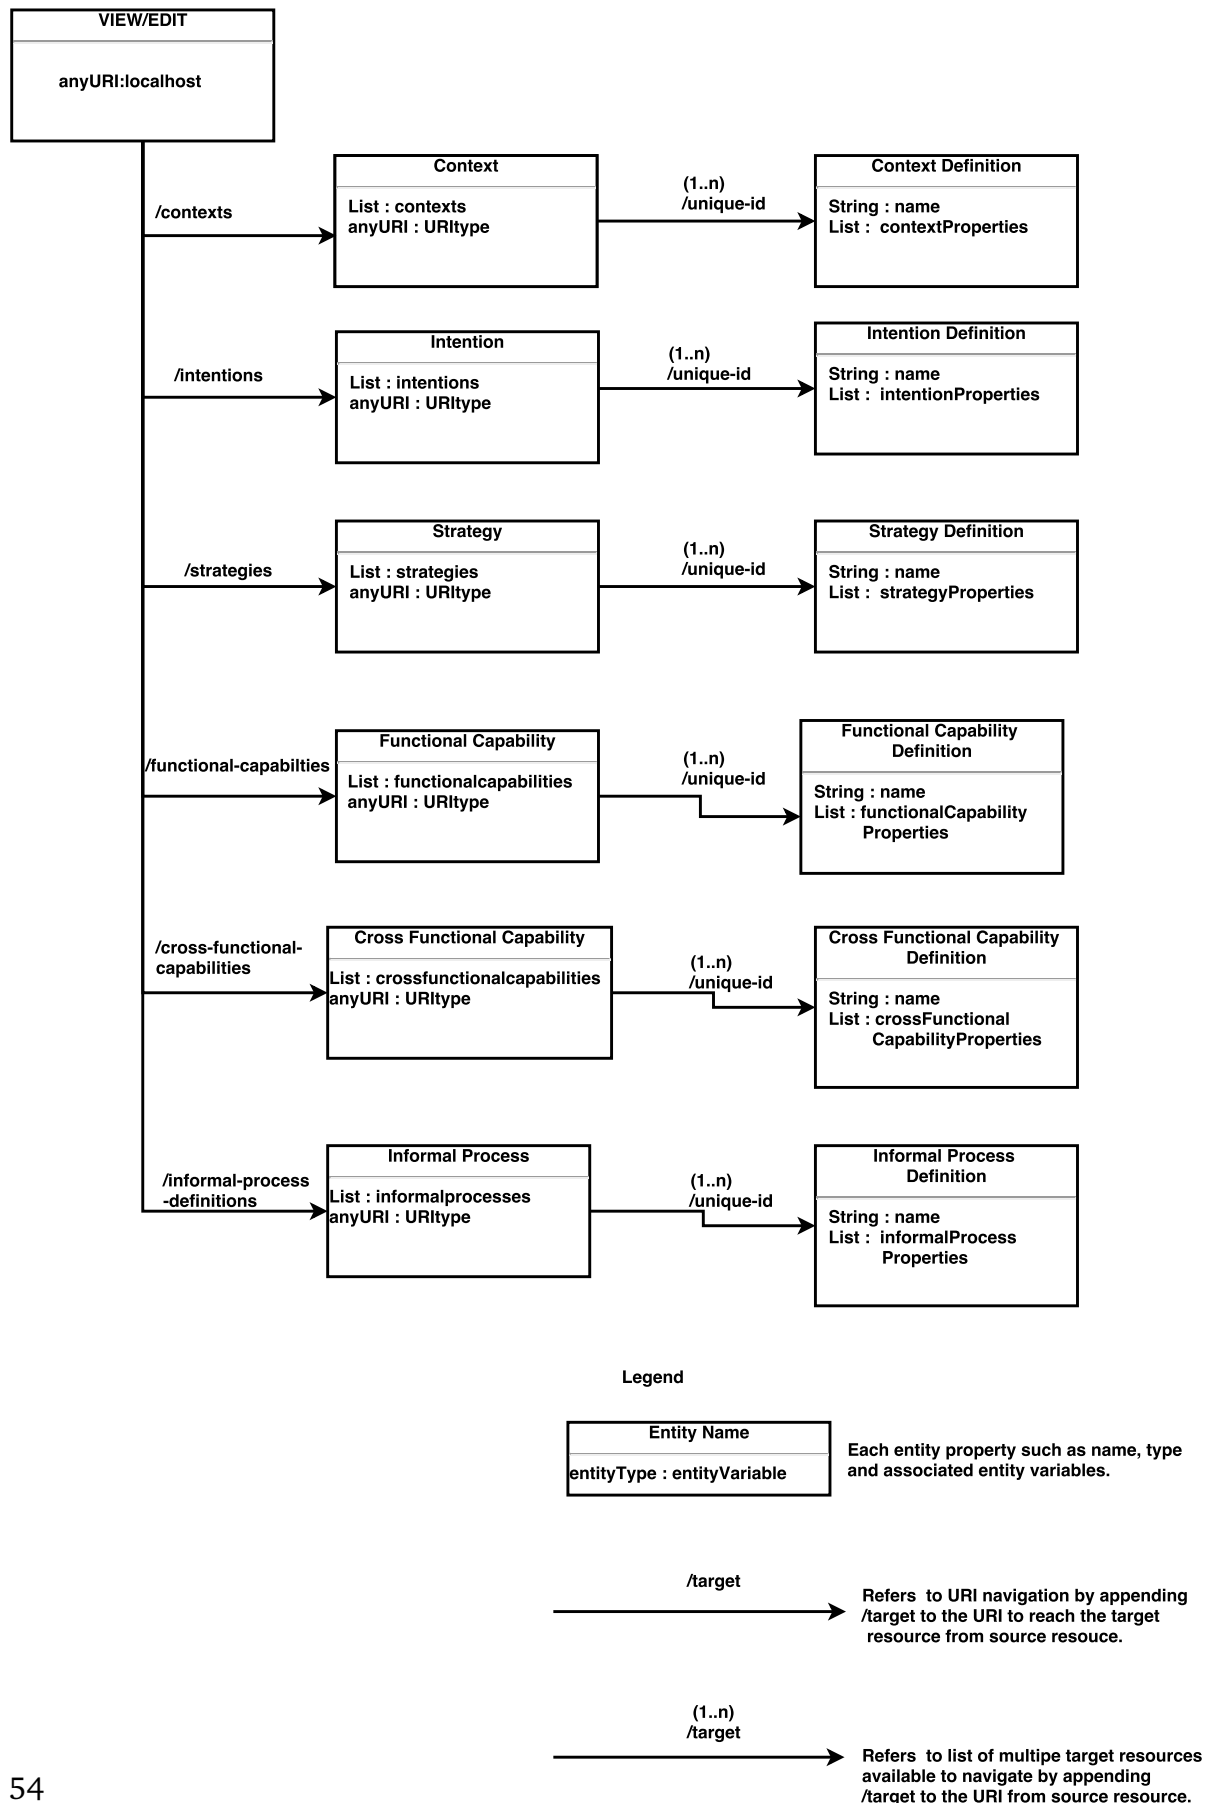 VIEW/EDIT
anyURI:localhost
/contexts
Context
List : contexts
anyURI : URItype
(1..n)
/unique-id
Context Definition
String : name
List :  contextProperties
/intentions
Intention
List : intentions
anyURI : URItype
(1..n)
/unique-id
Intention Definition
String : name
List :  intentionProperties
/strategies
Strategy
List : strategies
anyURI : URItype
(1..n)
/unique-id
Strategy Definition
String : name
List :  strategyProperties
/functional-capabilties
Functional Capability
List : functionalcapabilities
anyURI : URItype
(1..n)
/unique-id
Functional Capability
Definition
String : name
List : functionalCapability
Properties
/cross-functional-
capabilities
Cross Functional Capability
List : crossfunctionalcapabilities
anyURI : URItype
(1..n)
/unique-id
Cross Functional Capability
Definition
String : name
List : crossFunctional
CapabilityProperties
/informal-process
-definitions
Informal Process
List : informalprocesses
anyURI : URItype
(1..n)
/unique-id
Informal Process
Definition
String : name
List :  informalProcess
Properties
Legend
Entity Name
entityType : entityVariable
Each entity property such as name, type
and associated entity variables.
/target
Refers  to URI navigation by appending
/target to the URI to reach the target
resource from source resouce.
(1..n)
/target
Refers  to list of multipe target resources
available to navigate by appending
/target to the URI from source resource.
54